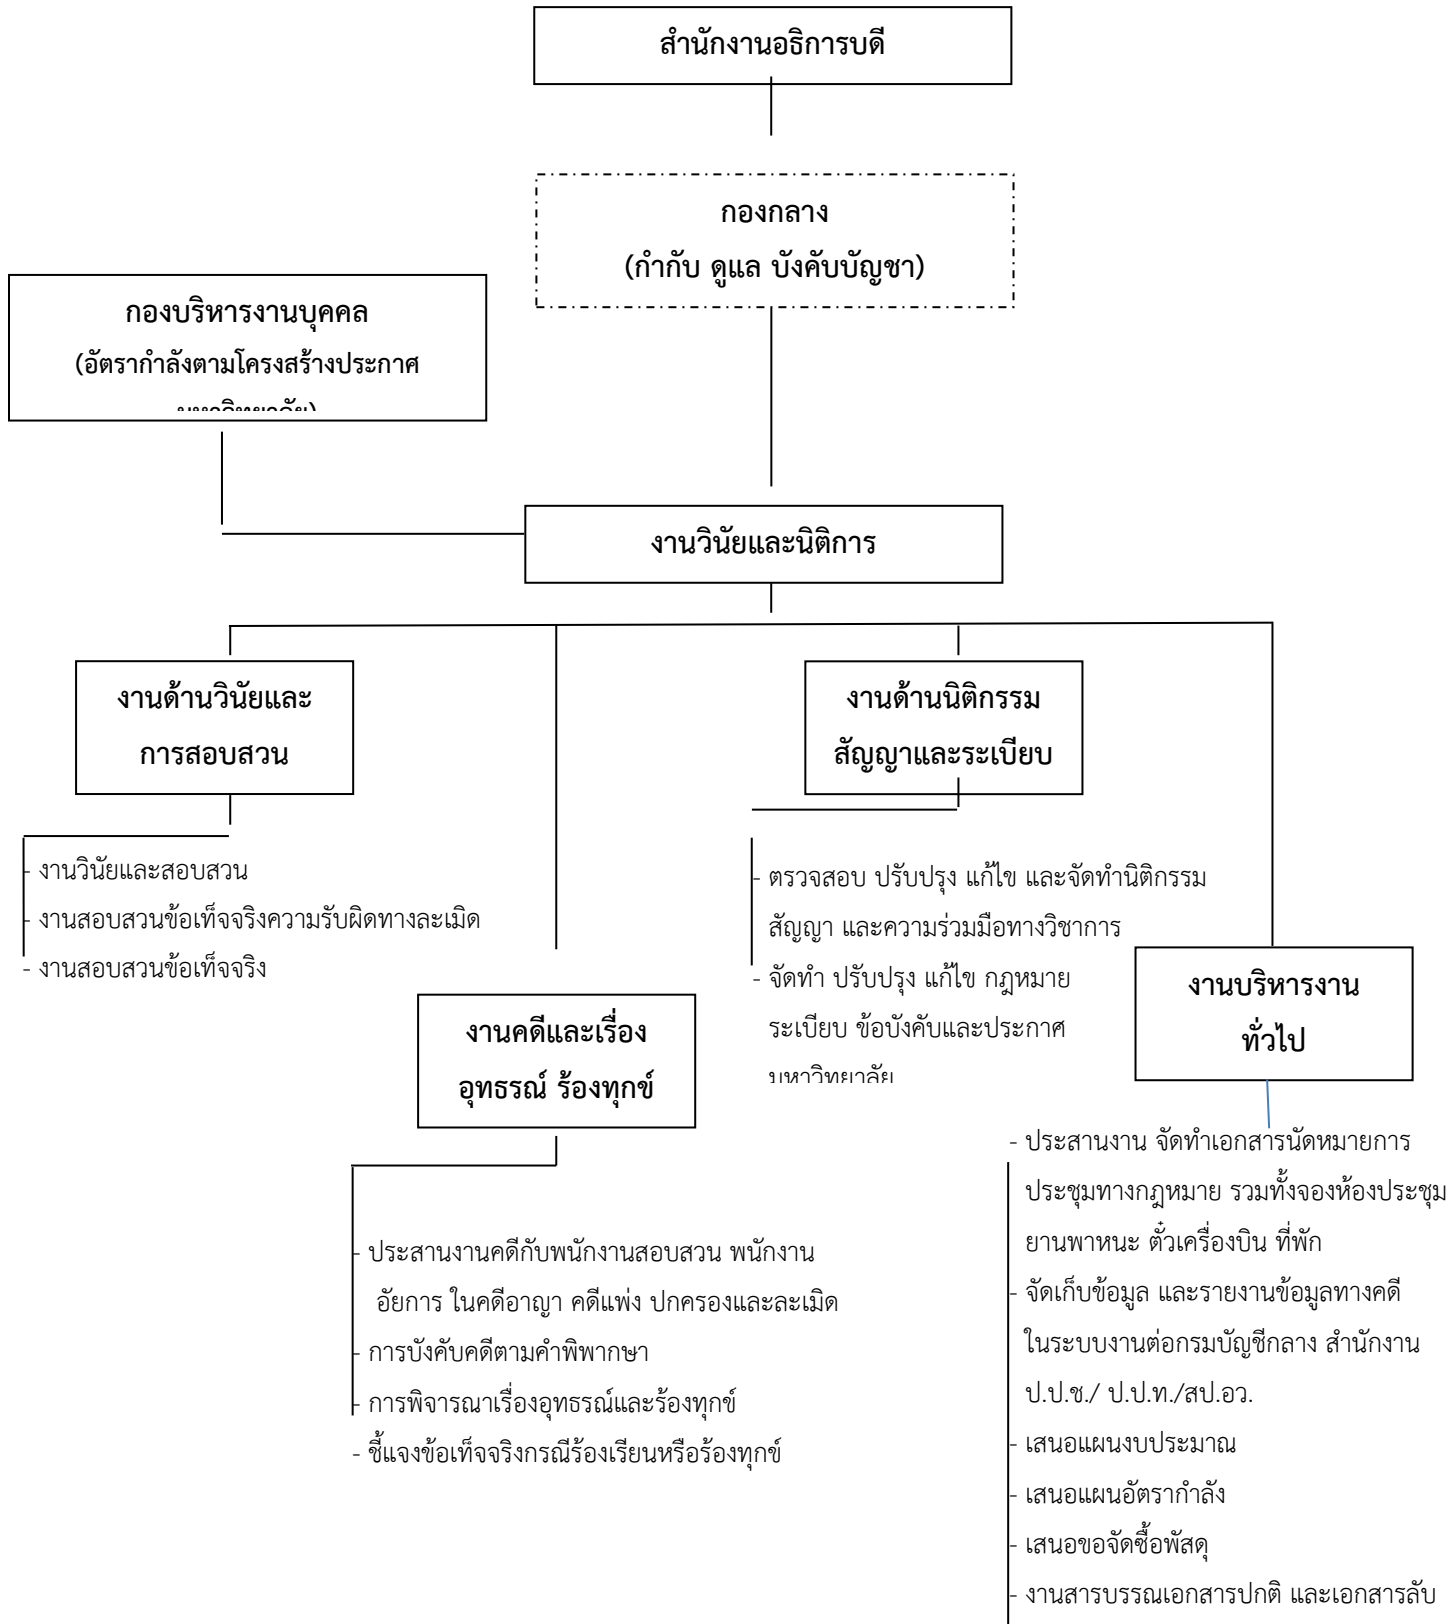 สำนักงานอธิการบดี
กองกลาง
(กำกับ ดูแล บังคับบัญชา)
กองบริหารงานบุคคล
(อัตรากำลังตามโครงสร้างประกาศ
มหาวิทยาลัย)
งานวินัยและนิติการ
งานด้านวินัยและ
การสอบสวน
- งานวินัยและสอบสวน
- งานสอบสวนข้อเท็จจริงความรับผิดทางละเมิด
- งานสอบสวนข้อเท็จจริง
งานคดีและเรื่อง
อุทธรณ์ ร้องทุกข์
- ประสานงานคดีกับพนักงานสอบสวน พนักงาน
อัยการ ในคดีอาญา คดีแพ่ง ปกครองและละเมิด
- การบังคับคดีตามคำพิพากษา
- การพิจารณาเรื่องอุทธรณ์และร้องทุกข์
- ชี้แจงข้อเท็จจริงกรณีร้องเรียนหรือร้องทุกข์
งานด้านนิติกรรม
สัญญาและระเบียบ
- ตรวจสอบ ปรับปรุง แก้ไข และจัดทำนิติกรรม
สัญญา และความร่วมมือทางวิชาการ
- จัดทำ ปรับปรุง แก้ไข กฎหมาย
ระเบียบ ข้อบังคับและประกาศ
มหาวิทยาลัย
งานบริหารงาน
ทั่วไป
- ประสานงาน จัดทำเอกสารนัดหมายการ
ประชุมทางกฎหมาย รวมทั้งจองห้องประชุม
ยานพาหนะ ตั๋วเครื่องบิน ที่พัก
- จัดเก็บข้อมูล และรายงานข้อมูลทางคดี
ในระบบงานต่อกรมบัญชีกลาง สำนักงาน
ป.ป.ช./ ป.ป.ท./สป.อว.
- เสนอแผนงบประมาณ
- เสนอแผนอัตรากำลัง
- เสนอขอจัดซื้อพัสดุ
- งานสารบรรณเอกสารปกติ และเอกสารลับ